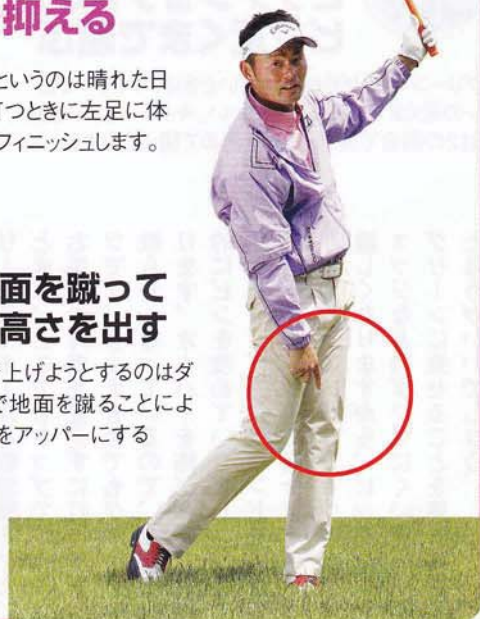 抑える
というのは晴れた日
打つときに左足に体
フィニッシュします。
面を蹴って
高さを出す
上げようとするのはダ
で地面を蹴ることによ
をアッパーにする
Callaway